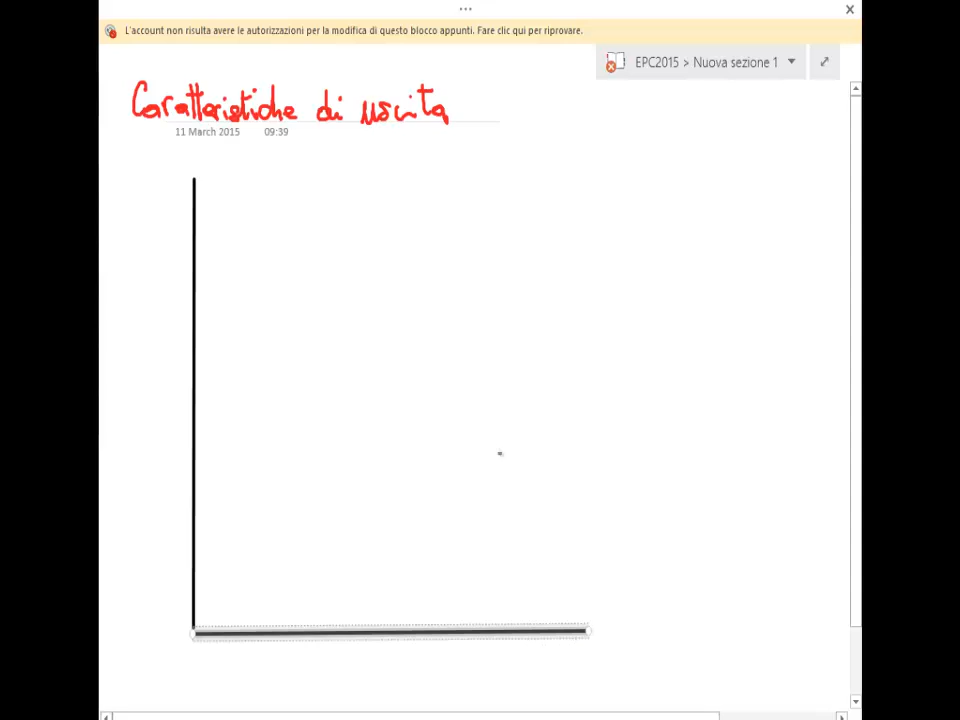 L'account non risulta avere le autorizzazioni per la modifica di questo blocco appunti. Fare clic qui per riprovare.
EPC2015 > Nuova sezione 1
Caratteristiche di uscita
11 March 2015 09:39